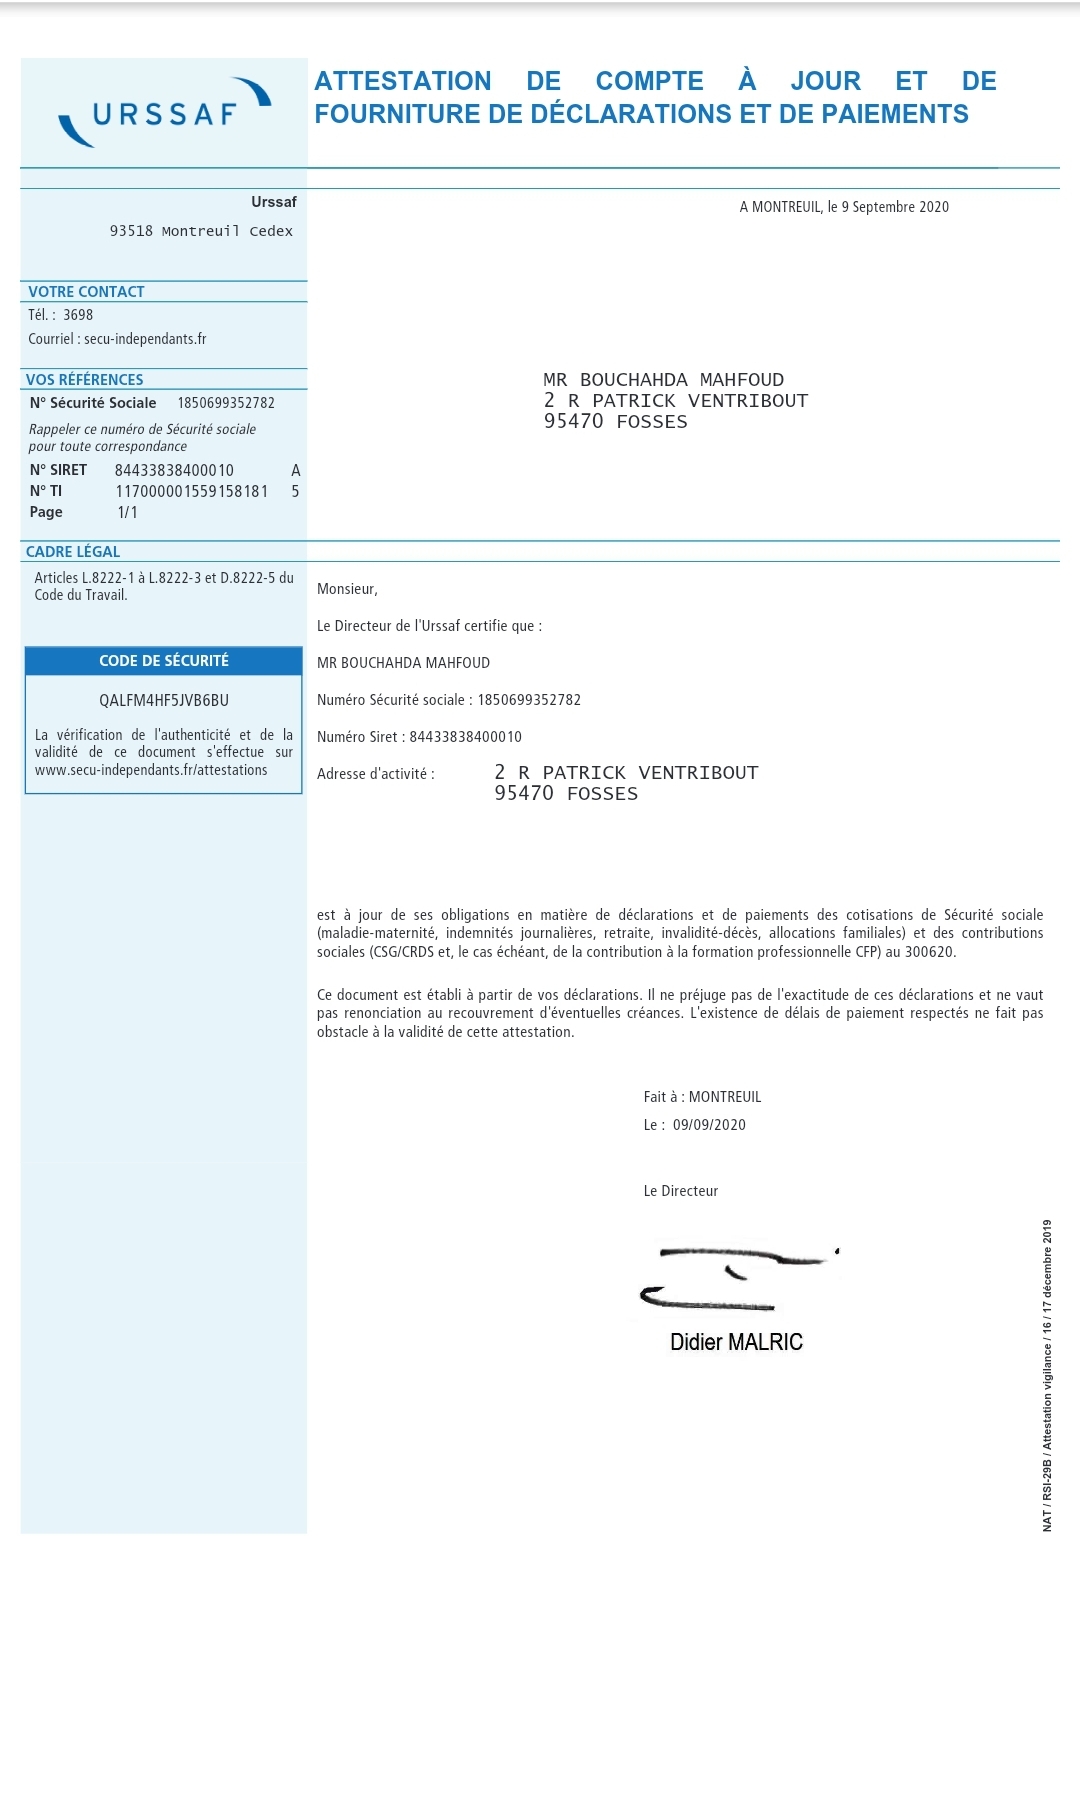 URSSAF
ATTESTATION DE COMPTE À JOUR ET DE
FOURNITURE DE DÉCLARATIONS ET DE PAIEMENTS
Urssaf
93518 Montreuil Cedex
A MONTREUIL, le 9 Septembre 2020
VOTRE CONTACT
Tél. : 3698
Courriel : secu-independants.fr
VOS RÉFÉRENCES
N° Sécurité Sociale 1850699352782
Rappeler ce numéro de Sécurité sociale
pour toute correspondance
N° SIRET 84433838400010 A
N° TI 117000001559158181 5
Page 1/1
MR BOUCHAHDA MAHFOUD
2 R PATRICK VENTRIBOUT
95470 FOSSES
CADRE LÉGAL
Articles L.8222-1 à L.8222-3 et D.8222-5 du
Code du Travail.
CODE DE SÉCURITÉ
QALFM4HF5JVB6BU
La vérification de l'authenticité et de la
validité de ce document s'effectue sur
www.secu-independants.fr/attestations
Monsieur,
Le Directeur de l'Urssaf certifie que :
MR BOUCHAHDA MAHFOUD
Numéro Sécurité sociale : 1850699352782
Numéro Siret : 84433838400010
Adresse d'activité : 2 R PATRICK VENTRIBOUT
95470 FOSSES
est à jour de ses obligations en matière de déclarations et de paiements des cotisations de Sécurité sociale
(maladie-maternité, indemnités journalières, retraite, invalidité-décès, allocations familiales) et des contributions
sociales (CSG/CRDS et, le cas échéant, de la contribution à la formation professionnelle CFP) au 300620.
Ce document est établi à partir de vos déclarations. Il ne préjuge pas de l'exactitude de ces déclarations et ne vaut
pas renonciation au recouvrement d'éventuelles créances. L'existence de délais de paiement respectés ne fait pas
obstacle à la validité de cette attestation.
Fait à : MONTREUIL
Le : 09/09/2020
Le Directeur
Didier MALRIC
NAT / RSI-29B / Attestation vigilance / 16 / 17 décembre 2019